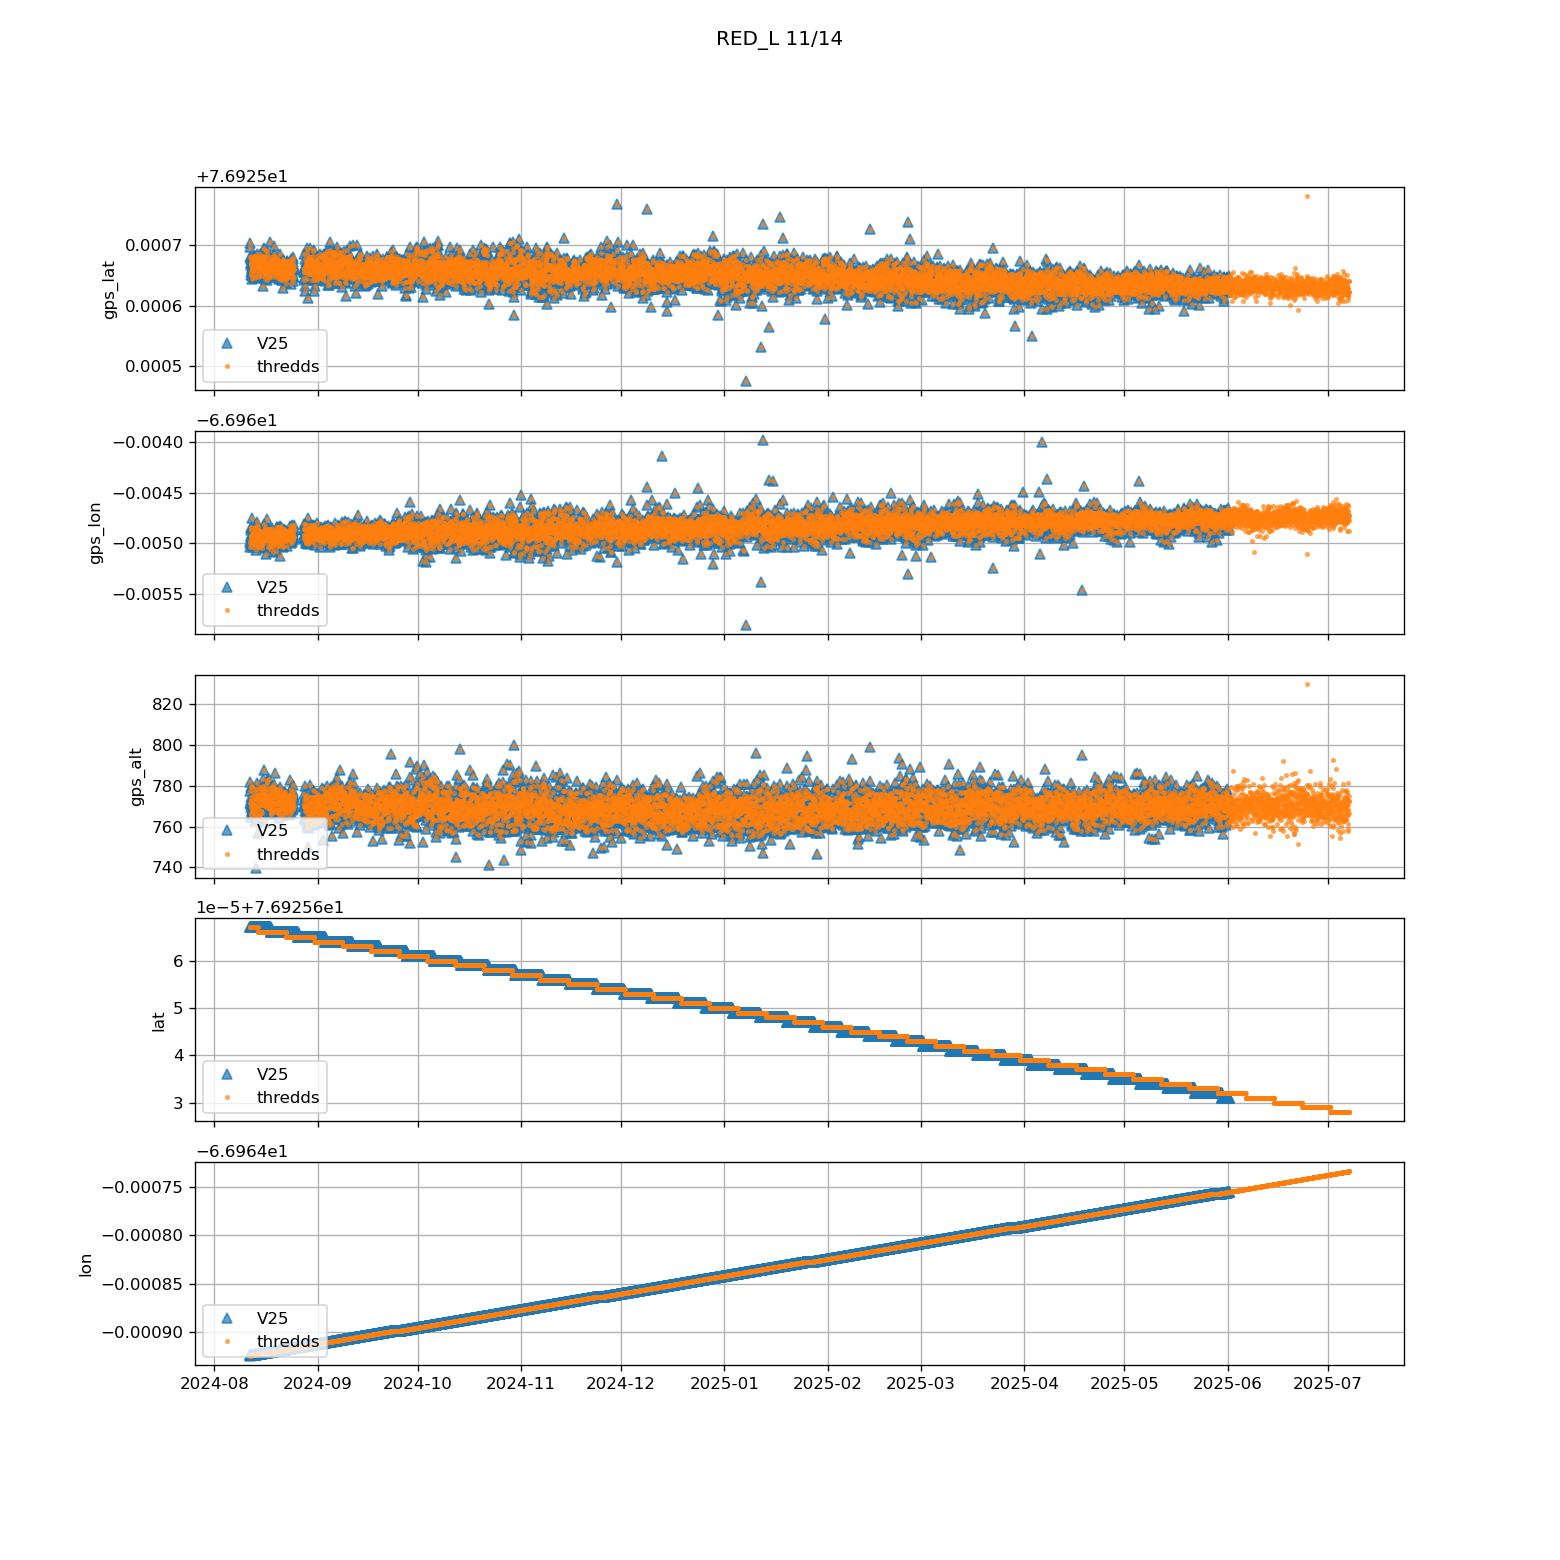 RED_L 11/14
+7.6925e1
0.0007
0.0006
0.0005
gps_lat
V25
thredds
−6.696e1
−0.0040
−0.0045
−0.0050
−0.0055
gps_lon
V25
thredds
820
800
780
760
740
gps_alt
V25
thredds
1e−5+7.69256e1
6
5
4
3
lat
V25
thredds
−6.6964e1
−0.00075
−0.00080
−0.00085
−0.00090
lon
V25
thredds
2024-08 2024-09 2024-10 2024-11 2024-12 2025-01 2025-02 2025-03 2025-04 2025-05 2025-06 2025-07